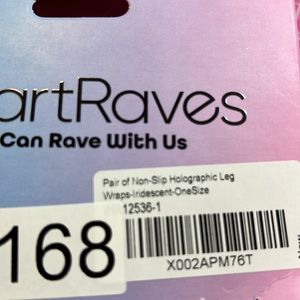 artRaves
Can Rave With Us
Pair of Non-Slip Holographic Leg
Wraps-Iridescent-OneSize
12536-1
168
X002APM76T